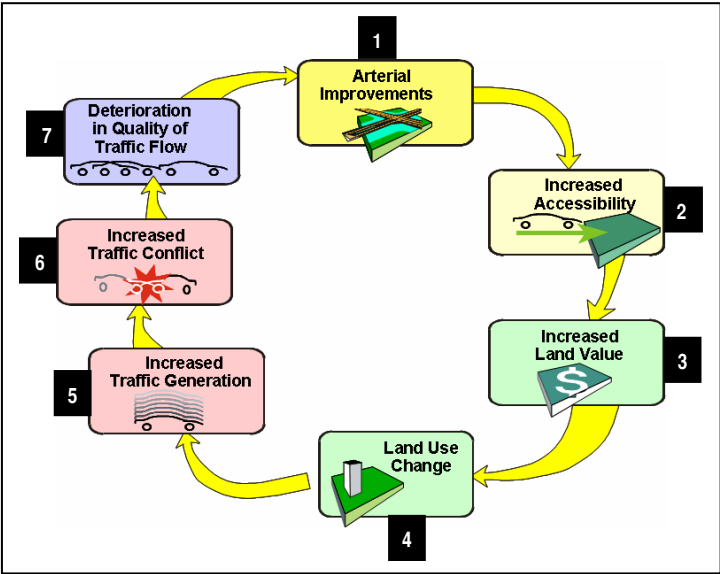 1
Arterial
Improvements
2
Increased
Accessibility
3
Increased
Land Value
$
4
Land Use
Change
5
Increased
Traffic Generation
6
Increased
Traffic Conflict
7
Deterioration
in Quality of
Traffic Flow